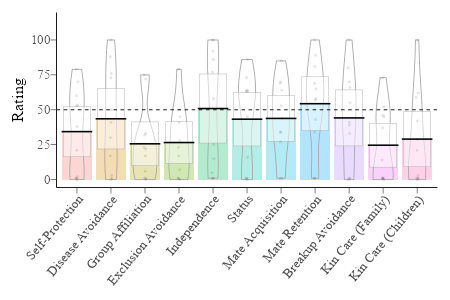 100
75
50
25
0
Rating
Self-Protection
Disease Avoidance
Group Affiliation
Exclusion Avoidance
Independence
Status
Mate Acquisition
Mate Retention
Breakup Avoidance
Kin Care (Family)
Kin Care (Children)